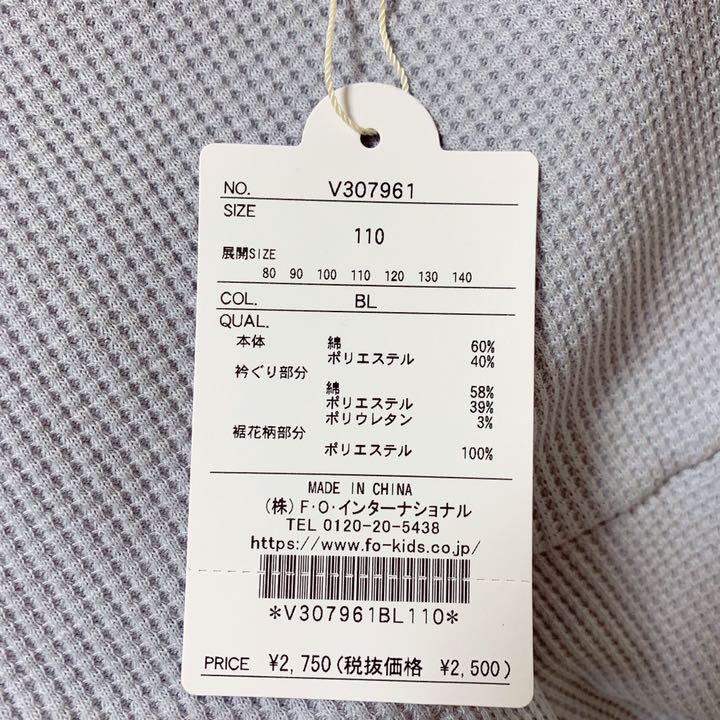 NO. V307961
SIZE
110
展開SIZE
80 90 100 110 120 130 140
COL. BL
QUAL.
本体 綿 60%
ポリエステル 40%
衿ぐり部分
綿 58%
ポリエステル 39%
ポリウレタン 3%
裾花柄部分
ポリエステル 100%
MADE IN CHINA
(株)F・O・インターナショナル
TEL 0120-20-5438
https://www.fo-kids.co.jp/
*V307961BL110*
PRICE ¥2,750(税抜価格 ¥2,500)